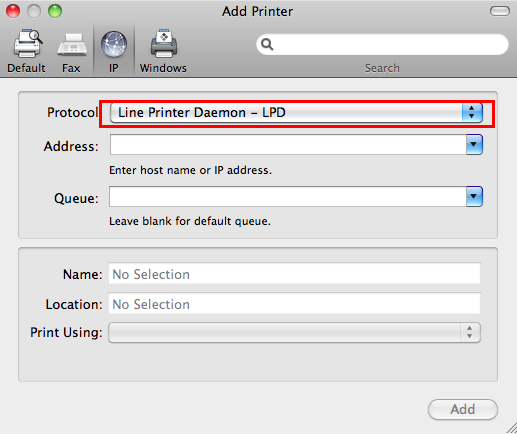 Add Printer
Default Fax IP Windows Search
Protocol Line Printer Daemon – LPD
Address:
Enter host name or IP address.
Queue:
Leave blank for default queue.
Name: No Selection
Location: No Selection
Print Using:
Add